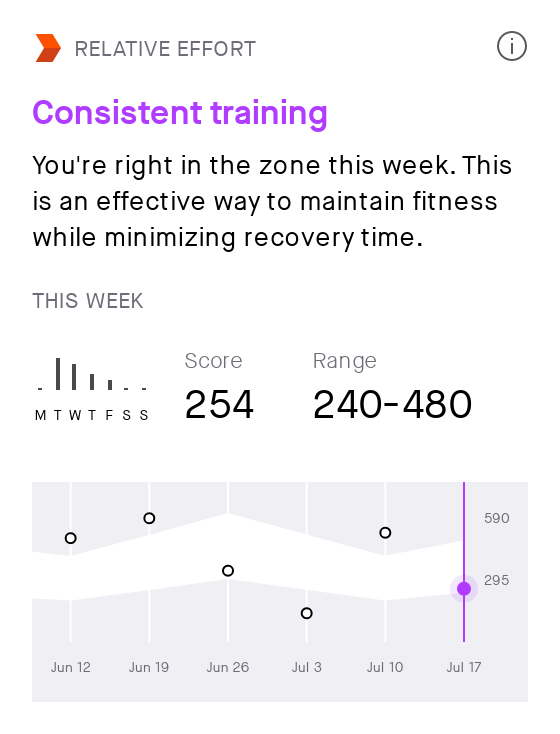 RELATIVE EFFORT
Consistent training
You're right in the zone this week. This
is an effective way to maintain fitness
while minimizing recovery time.
THIS WEEK
Score Range
254 240-480
M T W T F S S
590
295
Jun 12 Jun 19 Jun 26 Jul 3 Jul 10 Jul 17